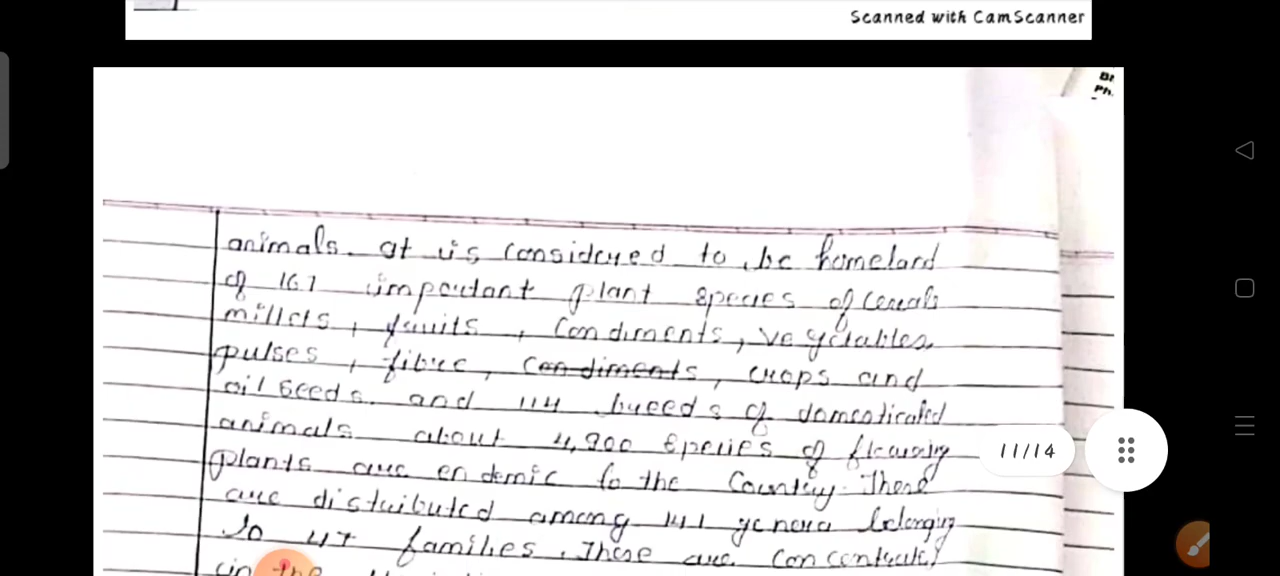 Scanned with CamScanner
Ph.
animals. It is considered to be homeland
of 167 important plant species of cereals
millets, fruits, condiments, vegetables
pulses, fibre, condiments, crops and
oil seeds. and 114 breeds of domesticated
animals about 4,900 species of flowering
plants are endemic to the Country. These
are distributed among 141 genera belonging
to 47 families. These are concentrated
in the
11/14